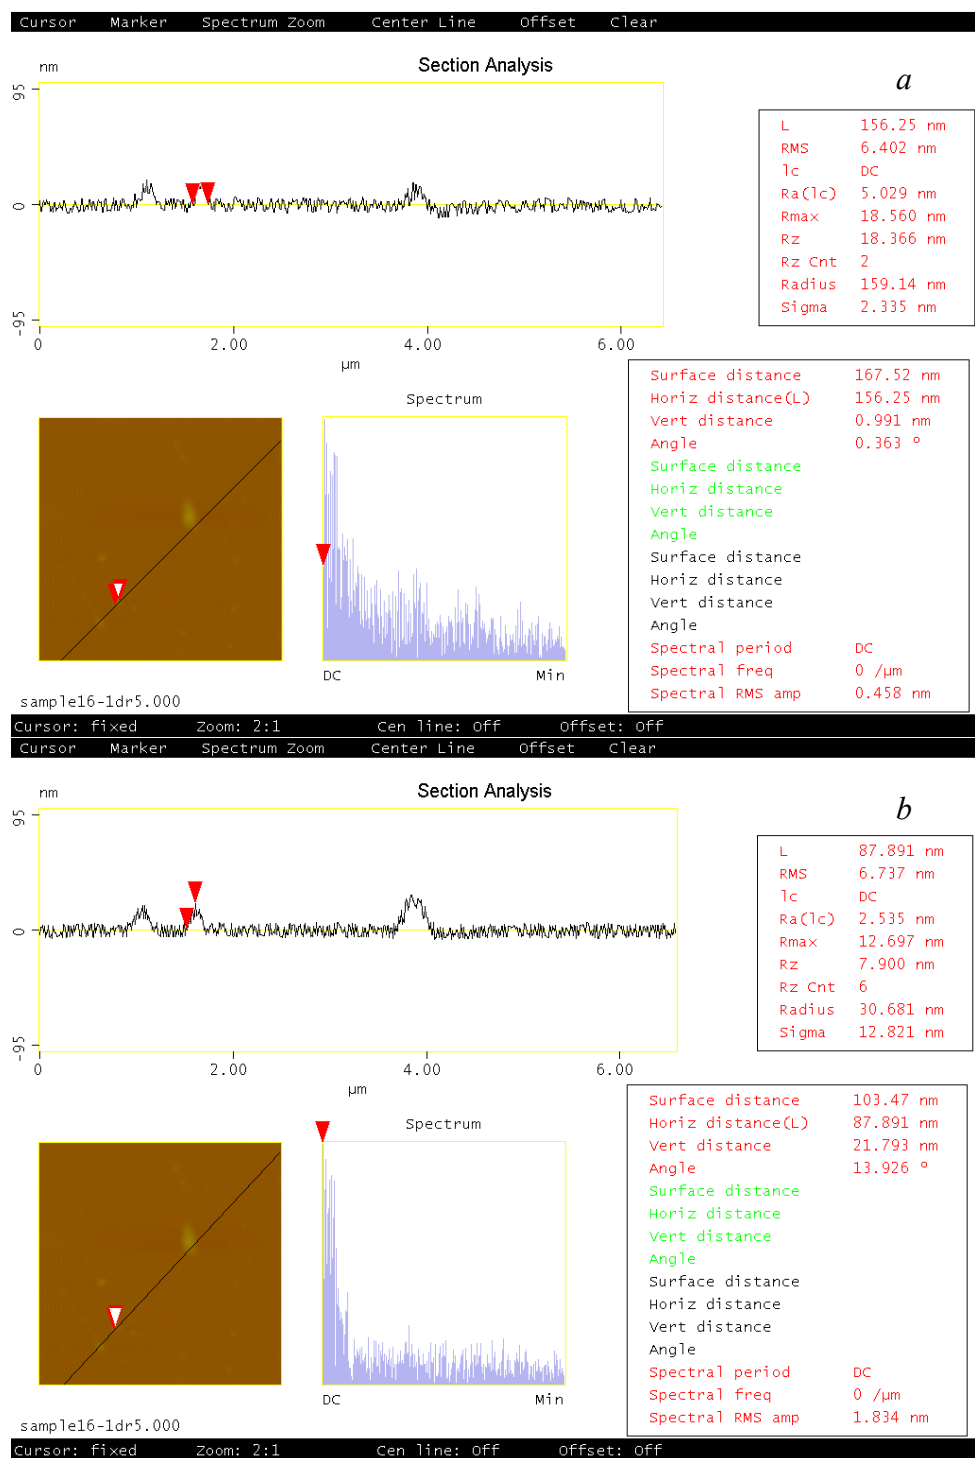 Cursor Marker Spectrum Zoom Center Line Offset Clear
nm
Section Analysis
a
95
0
-95
0 2.00 4.00 6.00
µm
L 156.25 nm
RMS 6.402 nm
lc DC
Ra(lc) 5.029 nm
Rmax 18.560 nm
Rz 18.366 nm
Rz Cnt 2
Radius 159.14 nm
Sigma 2.335 nm
Spectrum
DC Min
Surface distance 167.52 nm
Horiz distance(L) 156.25 nm
Vert distance 0.991 nm
Angle 0.363 º
Surface distance
Horiz distance
Vert distance
Angle
Surface distance
Horiz distance
Vert distance
Angle
Spectral period DC
Spectral freq 0 /µm
Spectral RMS amp 0.458 nm
sample16-1dr5.000
Cursor: fixed Zoom: 2:1 Cen line: Off Offset: Off
Cursor Marker Spectrum Zoom Center Line Offset Clear
nm
Section Analysis
b
95
0
-95
0 2.00 4.00 6.00
µm
L 87.891 nm
RMS 6.737 nm
lc DC
Ra(lc) 2.535 nm
Rmax 12.697 nm
Rz 7.900 nm
Rz Cnt 6
Radius 30.681 nm
Sigma 12.821 nm
Spectrum
DC Min
Surface distance 103.47 nm
Horiz distance(L) 87.891 nm
Vert distance 21.793 nm
Angle 13.926 º
Surface distance
Horiz distance
Vert distance
Angle
Surface distance
Horiz distance
Vert distance
Angle
Spectral period DC
Spectral freq 0 /µm
Spectral RMS amp 1.834 nm
sample16-1dr5.000
Cursor: fixed Zoom: 2:1 Cen line: Off Offset: Off